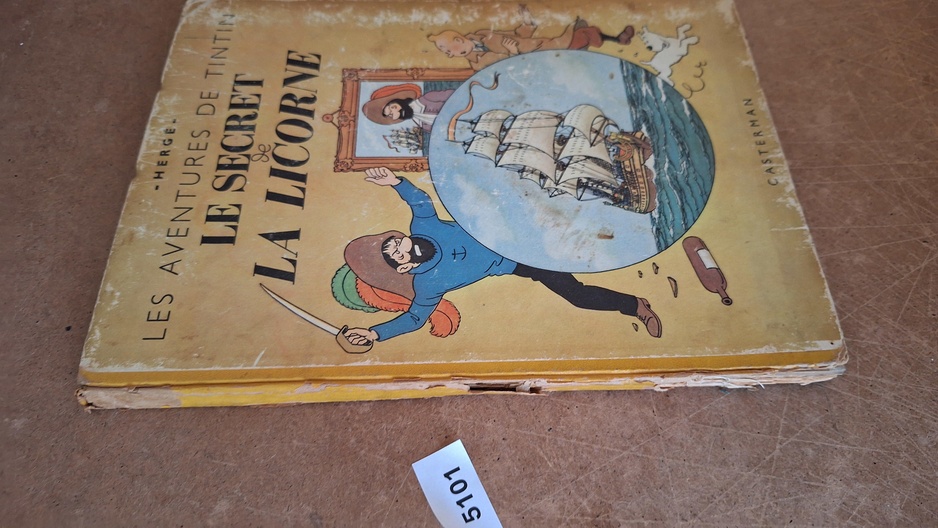 -HERGÉ-
LES AVENTURES DE TINTIN
LE SECRET
de
LA LICORNE
CASTERMAN
5101